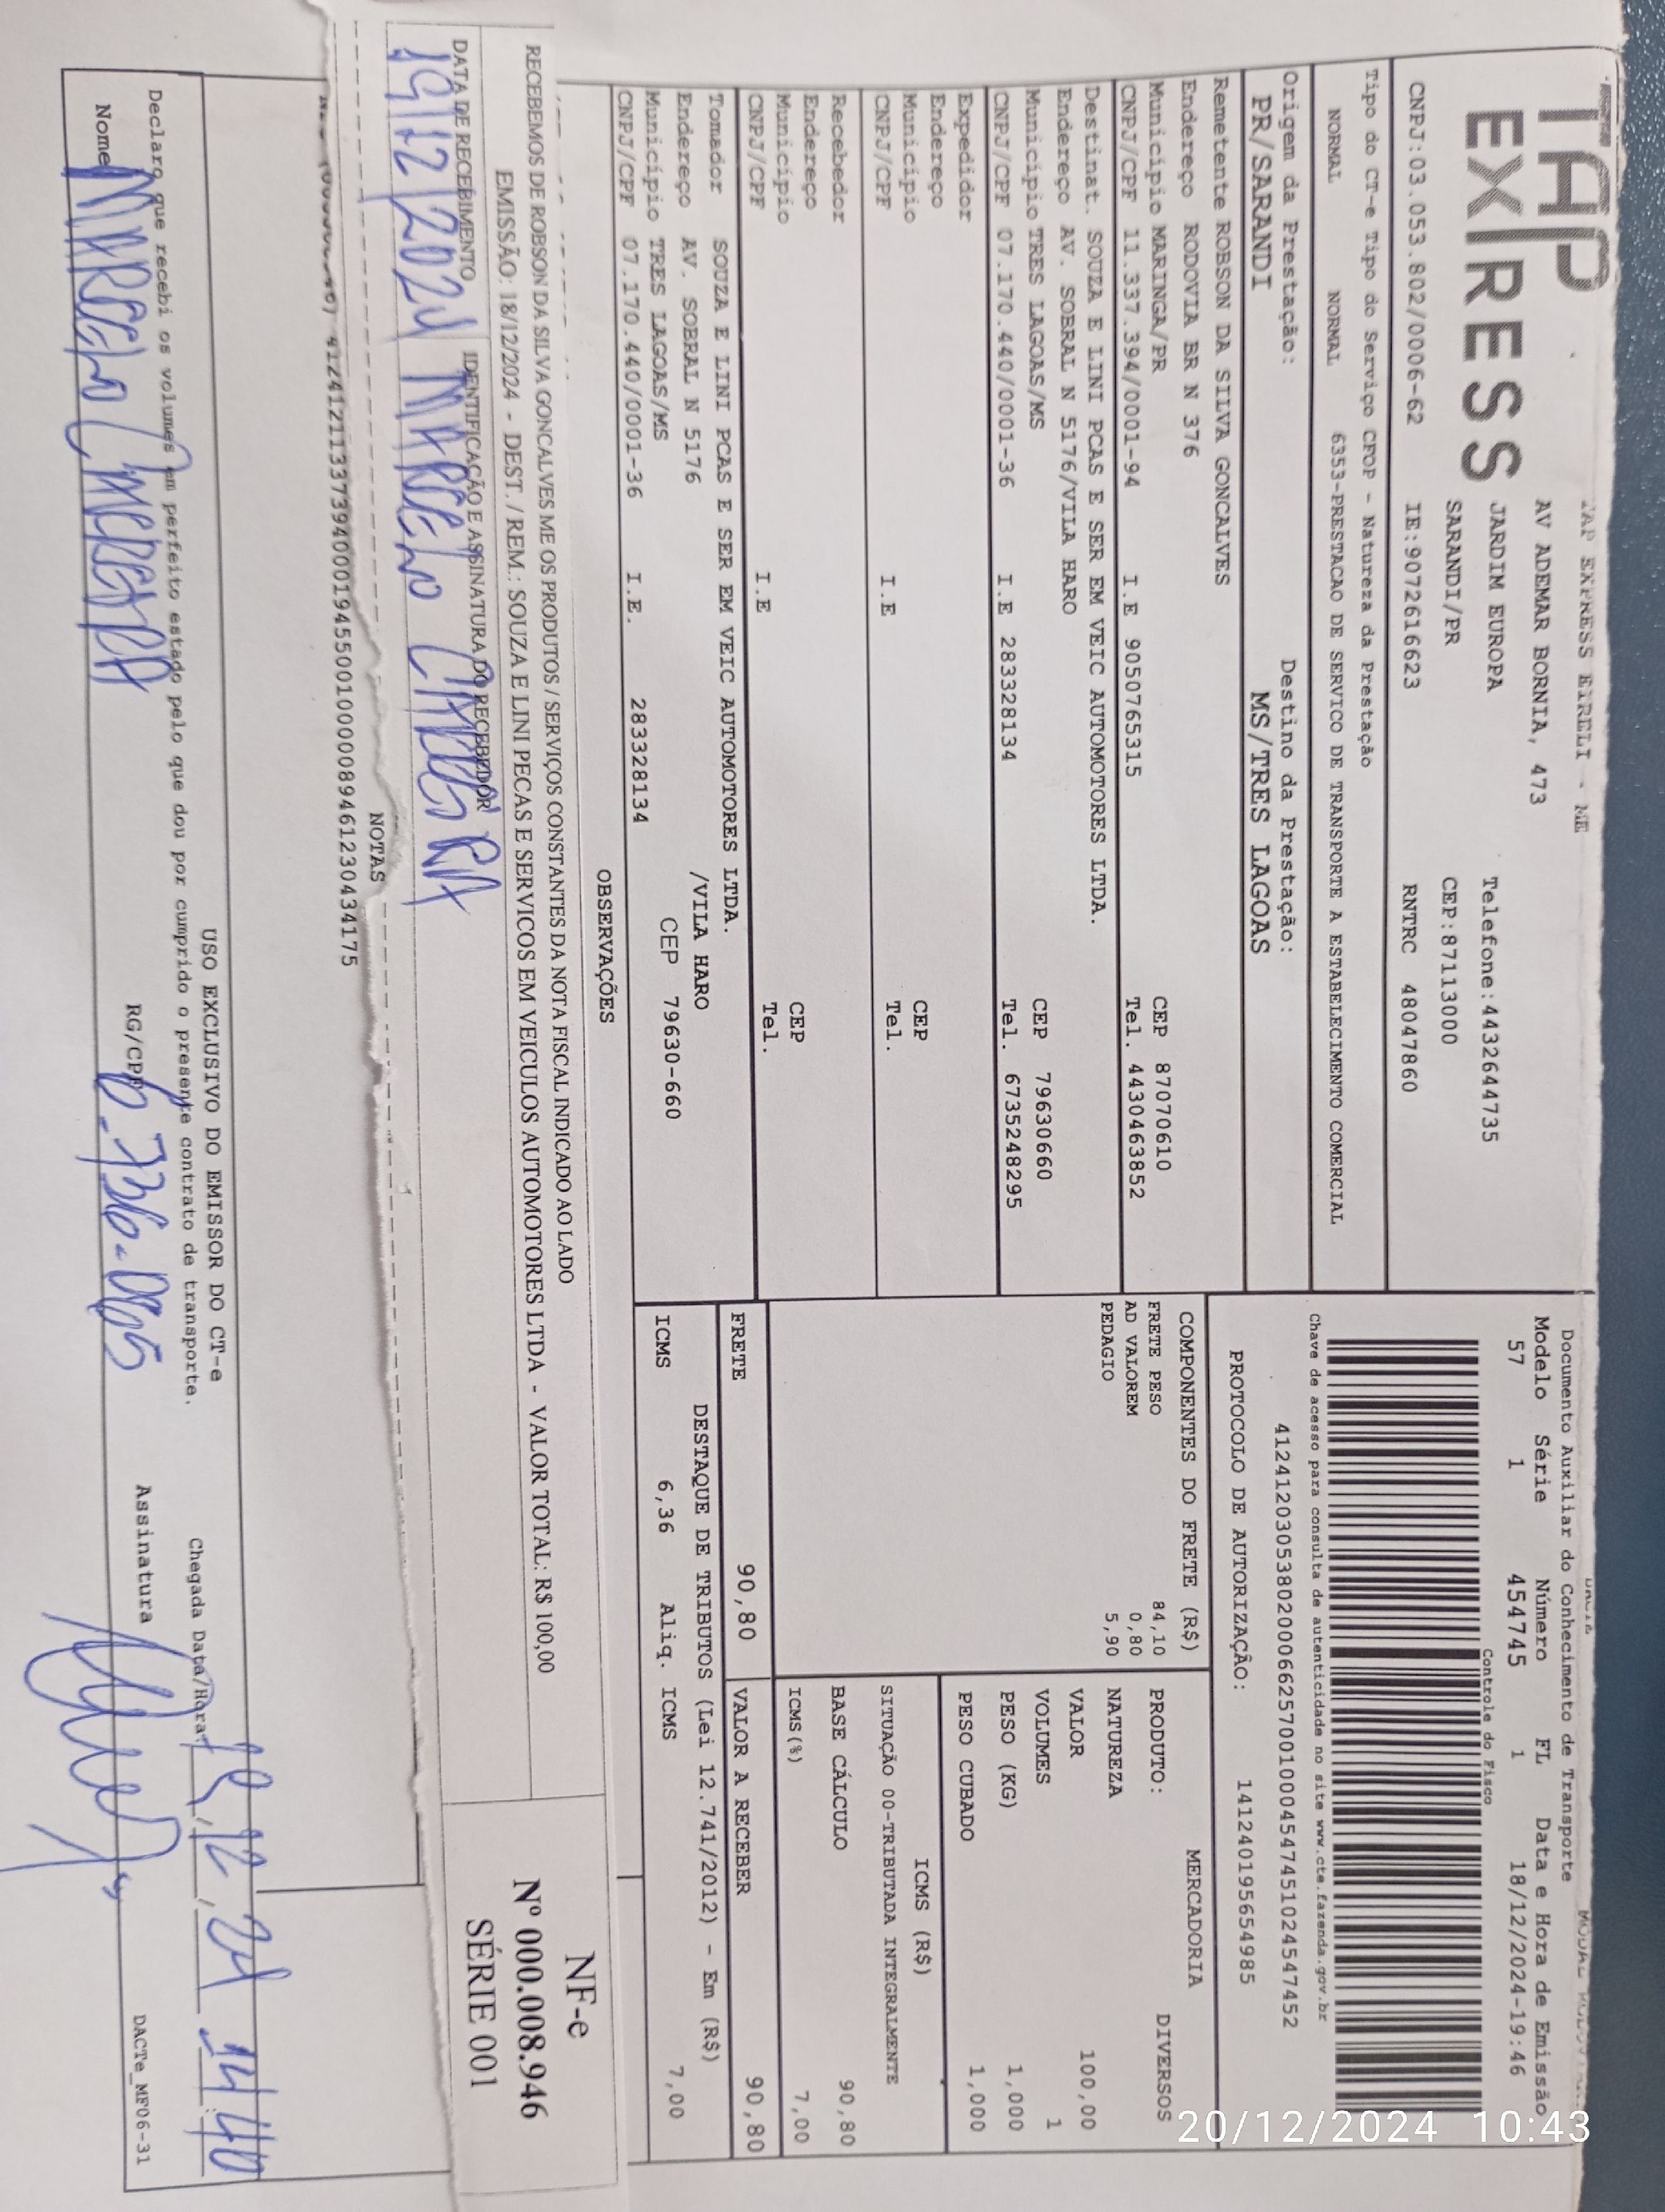 TAP EXPRESS EIRELI - ME
TAP
EXPRESS
AV ADEMAR BORNIA, 473
JARDIM EUROPA
Telefone:4432644735
SARANDI/PR
CEP:87113000
CNPJ:03.053.802/0006-62
IE:9072616623
RNTRC 48047860
Documento Auxiliar do Conhecimento de Transporte
Modelo Série Número FL Data e Hora de Emissão
57 1 454745 1 18/12/2024-19:46
Controle do Fisco
Chave de acesso para consulta de autenticidade no site www.cte.fazenda.gov.br
41241203053802000662570010004547451024547452
PROTOCOLO DE AUTORIZAÇÃO: 141240195654985
Tipo do CT-e Tipo do Serviço CFOP - Natureza da Prestação
NORMAL NORMAL 6353-PRESTACAO DE SERVICO DE TRANSPORTE A ESTABELECIMENTO COMERCIAL
Origem da Prestação: Destino da Prestação:
PR/SARANDI MS/TRES LAGOAS
Remetente ROBSON DA SILVA GONCALVES
Endereço RODOVIA BR N 376
Município MARINGA/PR CEP 87070610
CNPJ/CPF 11.337.394/0001-94 I.E 9050765315 Tel. 4430463852
Destinat. SOUZA E LINI PCAS E SER EM VEIC AUTOMOTORES LTDA.
Endereço AV. SOBRAL N 5176/VILA HARO
Município TRES LAGOAS/MS CEP 79630660
CNPJ/CPF 07.170.440/0001-36 I.E 283328134 Tel. 6735248295
Expedidor
Endereço
Município CEP
CNPJ/CPF I.E Tel.
Recebedor
Endereço
Município CEP
CNPJ/CPF I.E Tel.
Tomador SOUZA E LINI PCAS E SER EM VEIC AUTOMOTORES LTDA.
Endereço AV. SOBRAL N 5176 /VILA HARO
Município TRES LAGOAS/MS CEP 79630-660
CNPJ/CPF 07.170.440/0001-36 I.E. 283328134
COMPONENTES DO FRETE (R$)
FRETE PESO 84,10
AD VALOREM 0,80
PEDAGIO 5,90
MERCADORIA
PRODUTO: DIVERSOS
NATUREZA
VALOR 100,00
VOLUMES 1
PESO (KG) 1,000
PESO CUBADO 1,000
ICMS (R$)
SITUAÇÃO 00-TRIBUTADA INTEGRALMENTE
BASE CÁLCULO 90,80
ICMS(%) 7,00
FRETE 90,80 VALOR A RECEBER 90,80
DESTAQUE DE TRIBUTOS (Lei 12.741/2012) - Em (R$)
ICMS 6,36 Aliq. ICMS 7,00
OBSERVAÇÕES
RECEBEMOS DE ROBSON DA SILVA GONCALVES ME OS PRODUTOS / SERVIÇOS CONSTANTES DA NOTA FISCAL INDICADO AO LADO
EMISSÃO: 18/12/2024 - DEST. / REM.: SOUZA E LINI PECAS E SERVICOS EM VEICULOS AUTOMOTORES LTDA - VALOR TOTAL: R$ 100,00
DATA DE RECEBIMENTO IDENTIFICAÇÃO E ASSINATURA DO RECEBEDOR
19/12/2024
NF-e
Nº 000.008.946
SÉRIE 001
NOTAS
41241211337394000194550010000089461230434175
USO EXCLUSIVO DO EMISSOR DO CT-e
Declaro que recebi os volumes em perfeito estado pelo que dou por cumprido o presente contrato de transporte.
Chegada Data/Hora:
14:40
Nome
RG/CPF
Assinatura
DACTe_MF06-31
20/12/2024 10:43